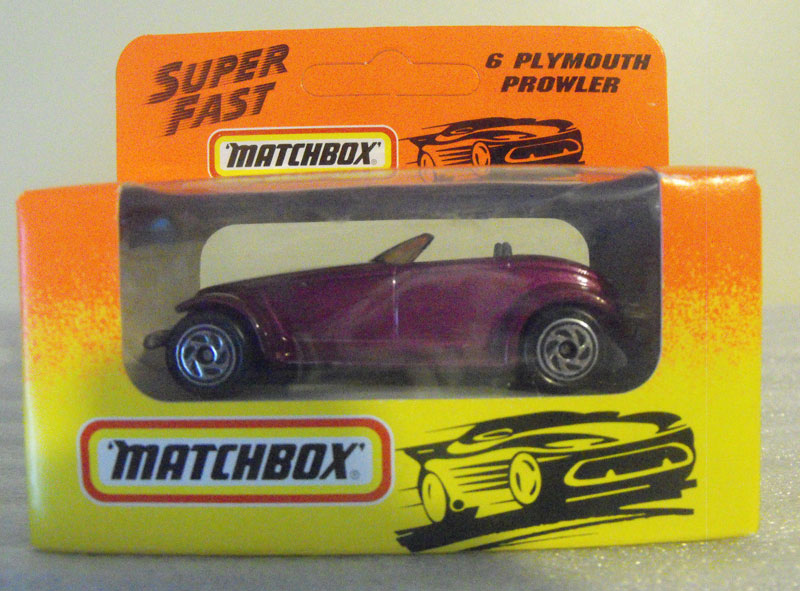 SUPER
FAST
6 PLYMOUTH
PROWLER
"MATCHBOX"®
"MATCHBOX"®